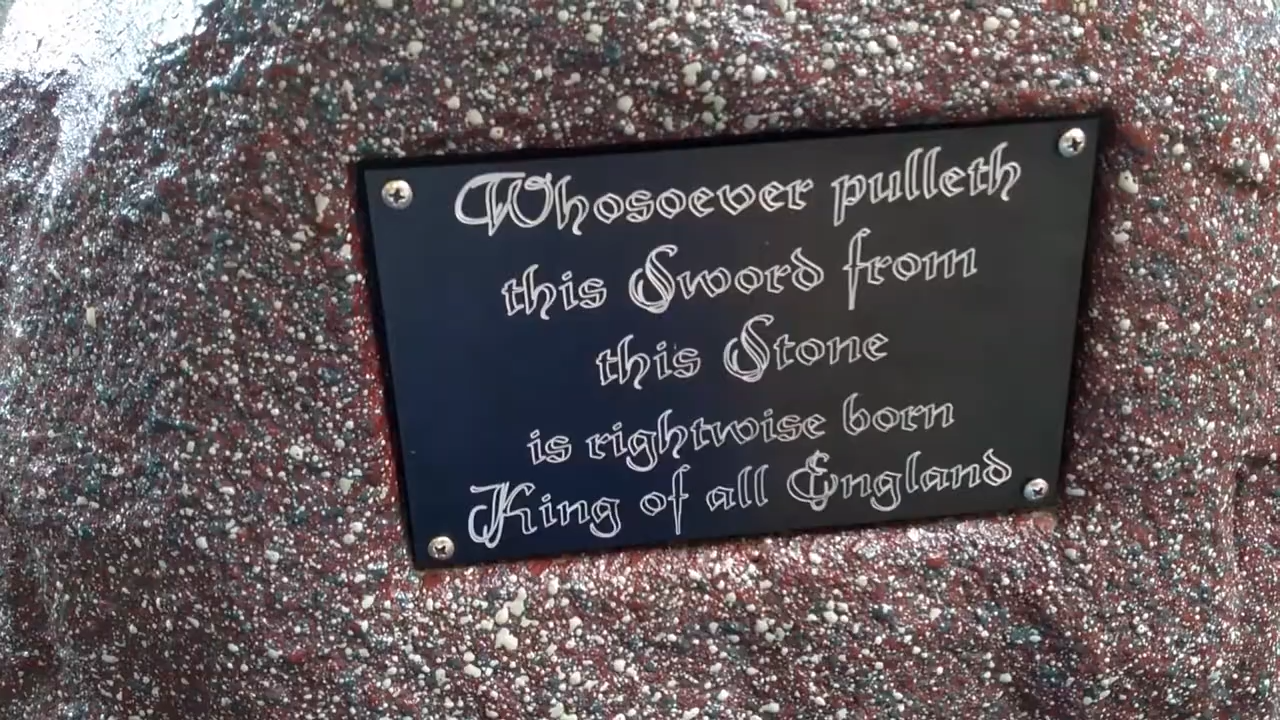 Whosoever pulleth
this Sword from
this Stone
is rightwise born
King of all England